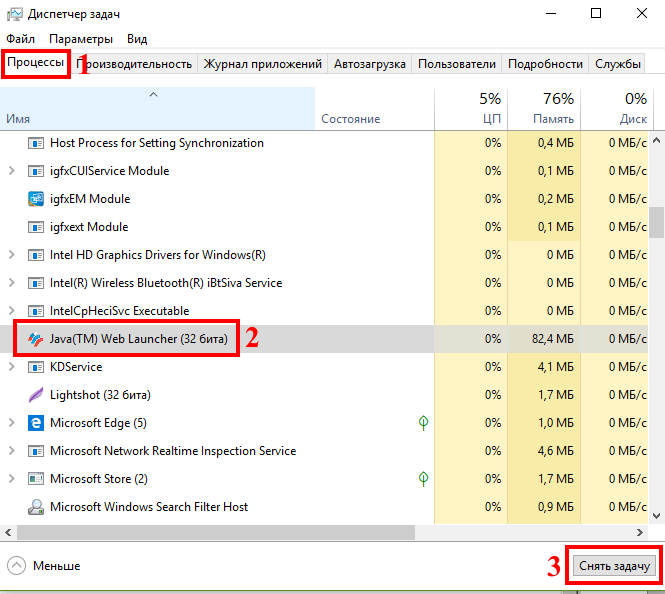 Диспетчер задач
Файл Параметры Вид
Процессы 1 Производительность Журнал приложений Автозагрузка Пользователи Подробности Службы
5% 76% 0%
Имя Состояние ЦП Память Диск
Host Process for Setting Synchronization 0% 0,4 МБ 0 МБ/с
igfxCUIService Module 0% 0,1 МБ 0 МБ/с
igfxEM Module 0% 0,2 МБ 0 МБ/с
igfxext Module 0% 0,1 МБ 0 МБ/с
Intel HD Graphics Drivers for Windows(R) 0% 0 МБ 0 МБ/с
Intel(R) Wireless Bluetooth(R) iBtSiva Service 0% 0 МБ 0 МБ/с
IntelCpHeciSvc Executable 0% 0 МБ 0 МБ/с
Java(TM) Web Launcher (32 бита) 2 0% 82,4 МБ 0 МБ/с
KDService 0% 4,1 МБ 0 МБ/с
Lightshot (32 бита) 0% 1,7 МБ 0 МБ/с
Microsoft Edge (5) 0% 1,0 МБ 0 МБ/с
Microsoft Network Realtime Inspection Service 0% 4,6 МБ 0 МБ/с
Microsoft Store (2) 0% 1,7 МБ 0 МБ/с
Microsoft Windows Search Filter Host 0% 0,9 МБ 0 МБ/с
Меньше 3 Снять задачу